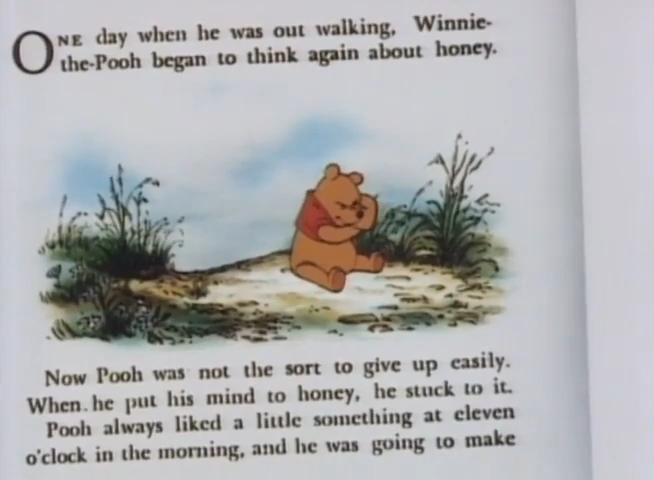 ONE day when he was out walking, Winnie-
the-Pooh began to think again about honey.
Now Pooh was not the sort to give up easily.
When he put his mind to honey, he stuck to it.
Pooh always liked a little something at eleven
o'clock in the morning, and he was going to make